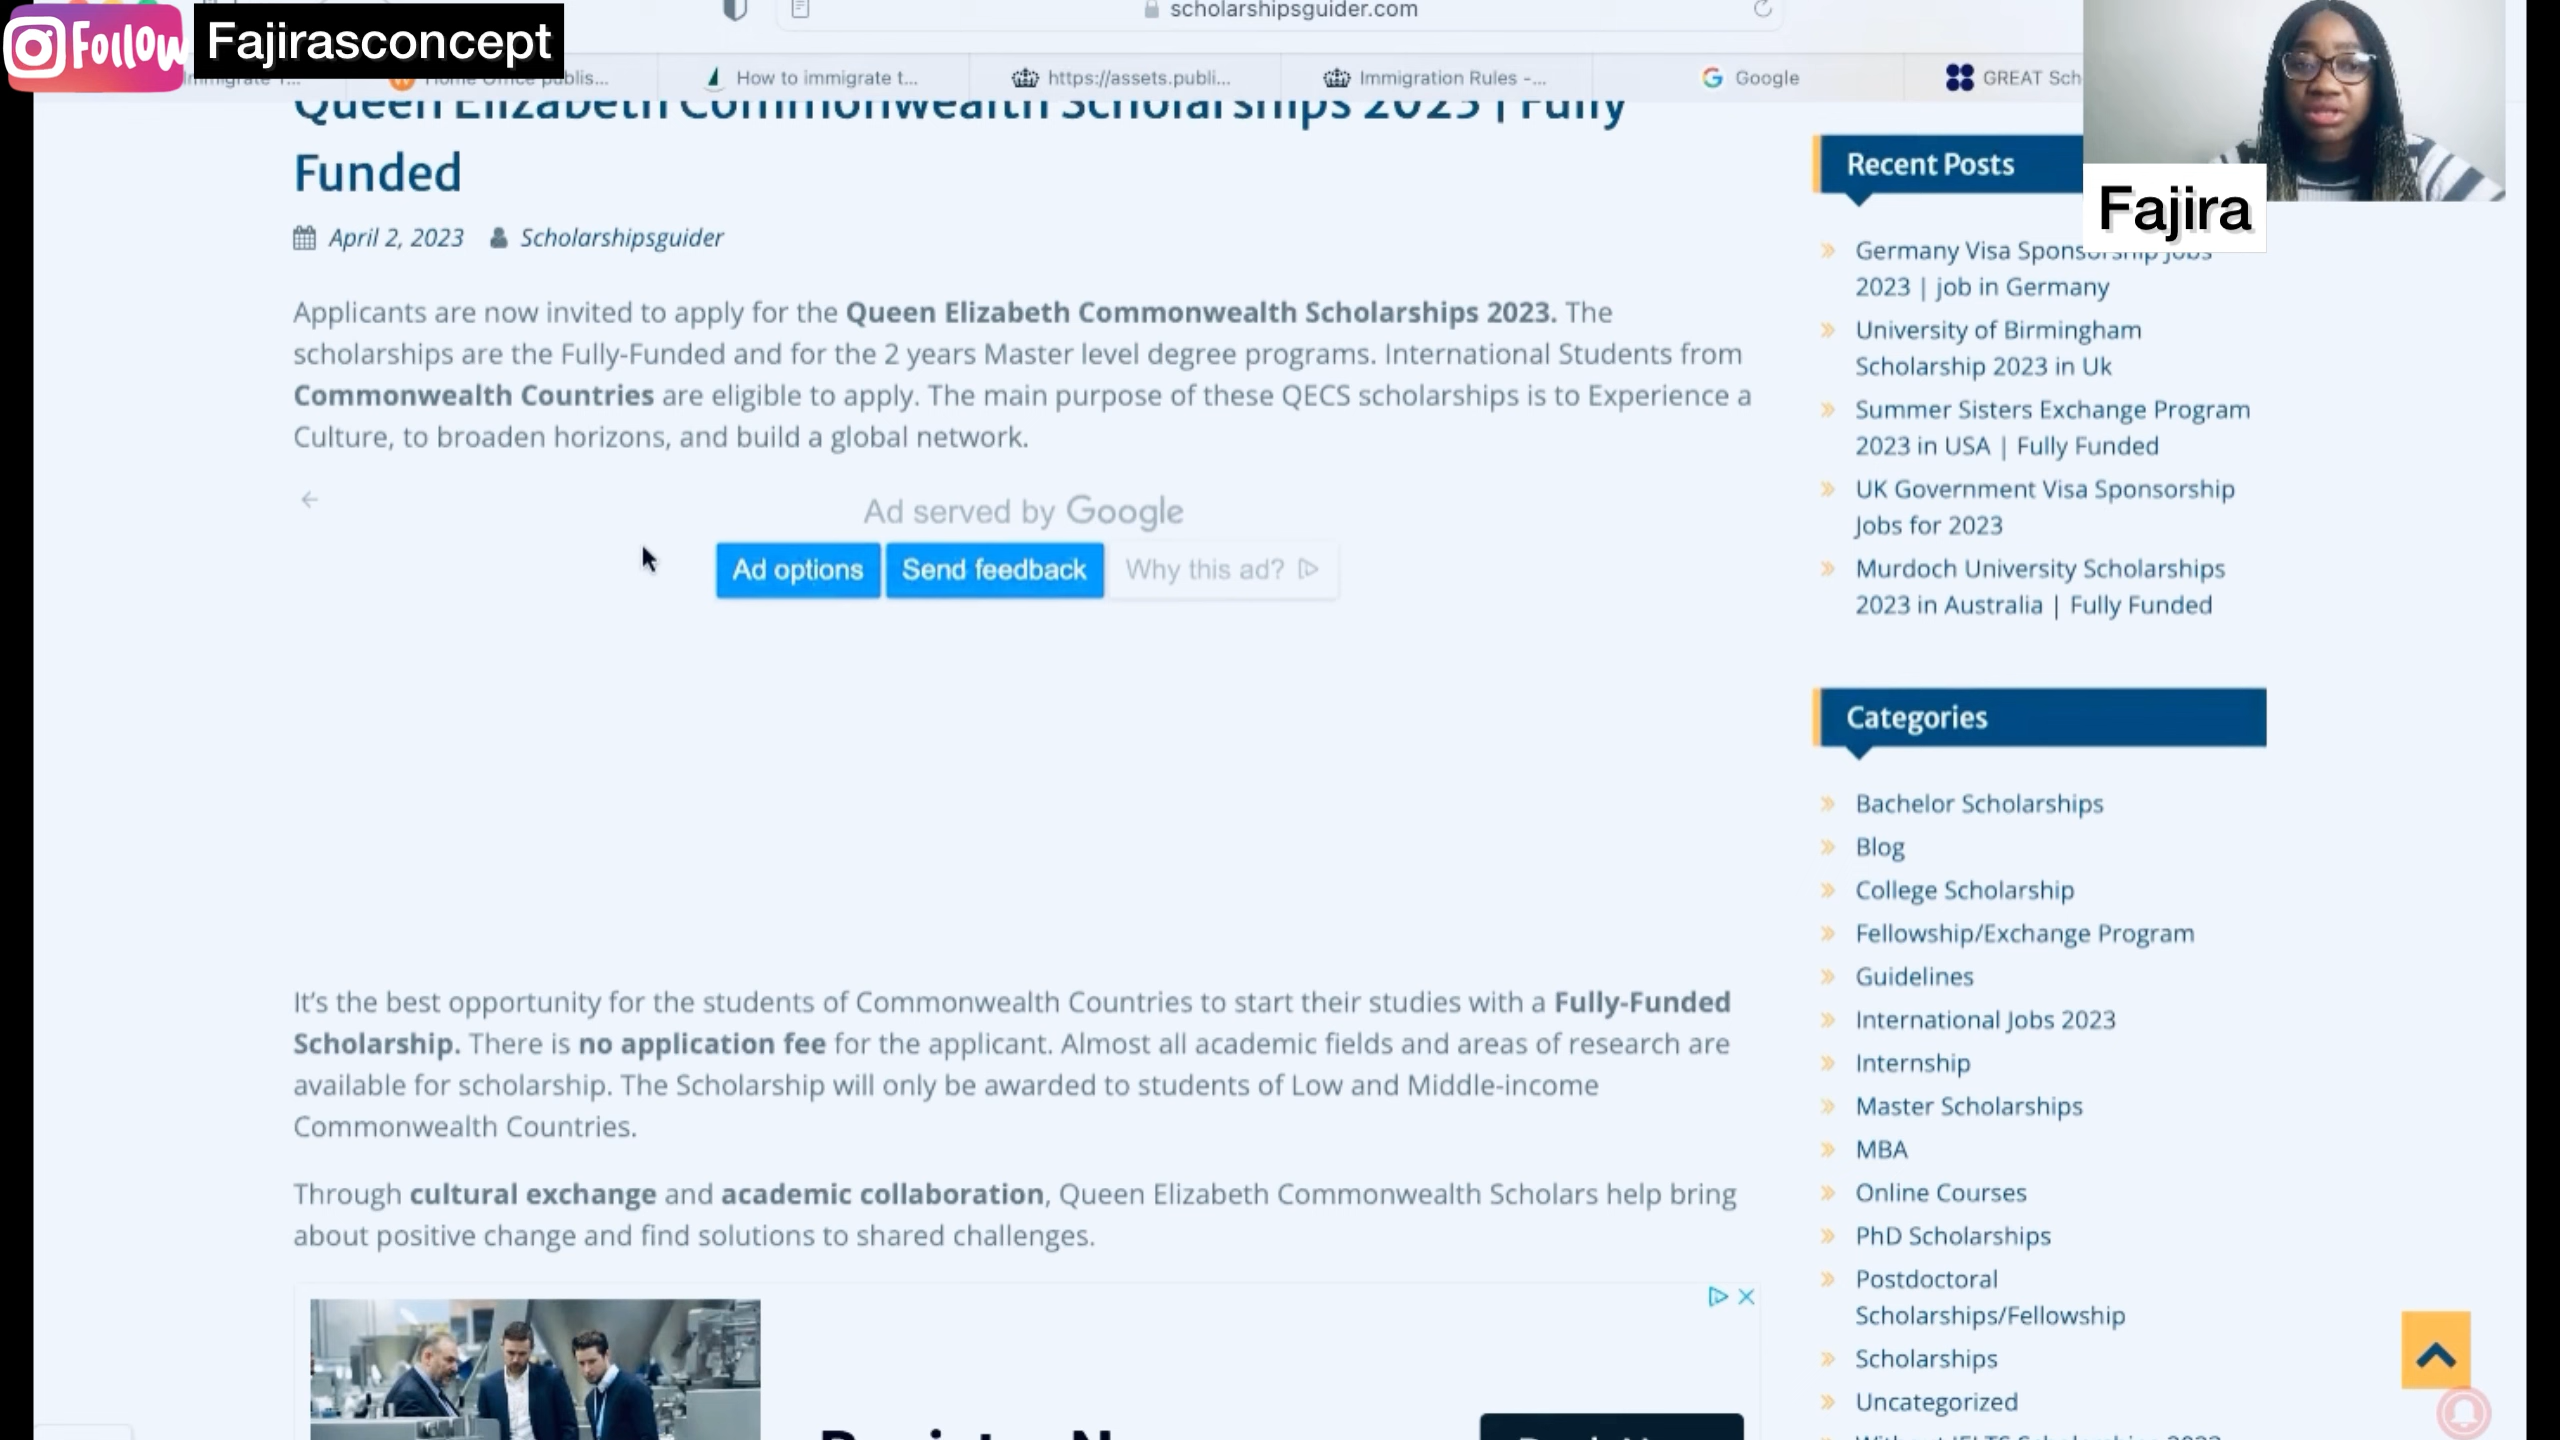 Follow
Fajirasconcept
scholarshipsguider.com
Home Office publis...
How to immigrate t...
https://assets.publi...
Immigration Rules -...
Google
GREAT Sch
Queen Elizabeth Commonwealth Scholarships 2023 | Fully
Funded
April 2, 2023 Scholarshipsguider
Applicants are now invited to apply for the Queen Elizabeth Commonwealth Scholarships 2023. The
scholarships are the Fully-Funded and for the 2 years Master level degree programs. International Students from
Commonwealth Countries are eligible to apply. The main purpose of these QECS scholarships is to Experience a
Culture, to broaden horizons, and build a global network.
Ad served by Google
Ad options Send feedback Why this ad?
It's the best opportunity for the students of Commonwealth Countries to start their studies with a Fully-Funded
Scholarship. There is no application fee for the applicant. Almost all academic fields and areas of research are
available for scholarship. The Scholarship will only be awarded to students of Low and Middle-income
Commonwealth Countries.
Through cultural exchange and academic collaboration, Queen Elizabeth Commonwealth Scholars help bring
about positive change and find solutions to shared challenges.
Fajira
Recent Posts
Germany Visa Sponsorship Jobs
2023 | job in Germany
University of Birmingham
Scholarship 2023 in Uk
Summer Sisters Exchange Program
2023 in USA | Fully Funded
UK Government Visa Sponsorship
Jobs for 2023
Murdoch University Scholarships
2023 in Australia | Fully Funded
Categories
Bachelor Scholarships
Blog
College Scholarship
Fellowship/Exchange Program
Guidelines
International Jobs 2023
Internship
Master Scholarships
MBA
Online Courses
PhD Scholarships
Postdoctoral
Scholarships/Fellowship
Scholarships
Uncategorized